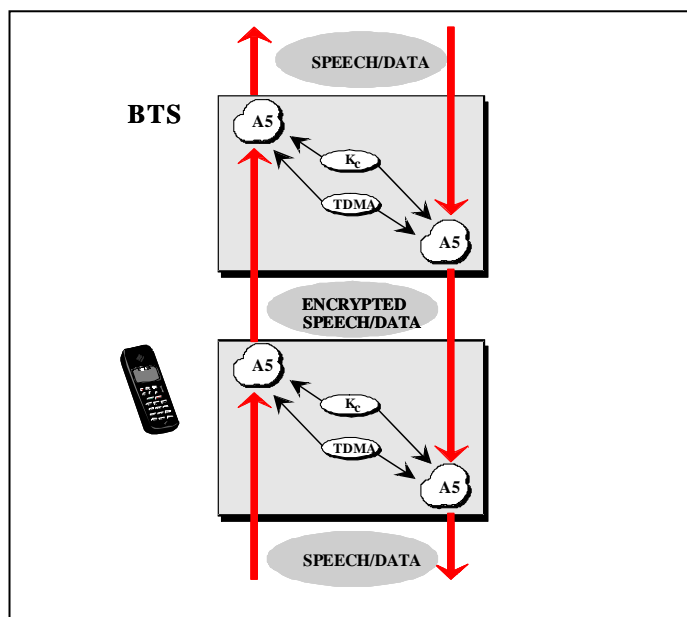 SPEECH/DATA
BTS
A5
Kc
TDMA
A5
ENCRYPTED
SPEECH/DATA
A5
Kc
TDMA
A5
SPEECH/DATA